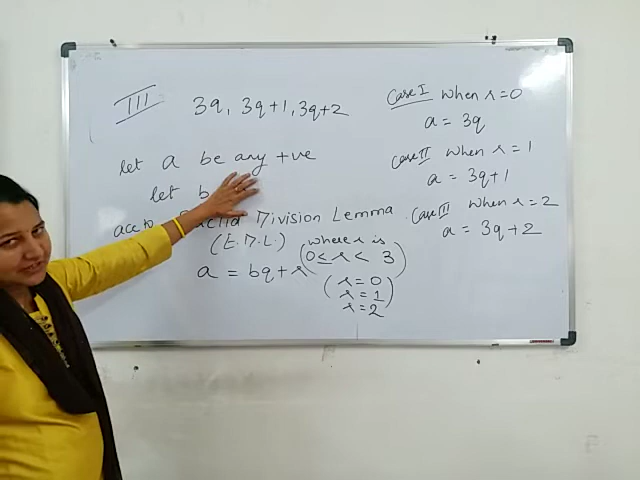 III 3q, 3q+1, 3q+2
let a be any +ve
let b
acc to Euclid Division Lemma
(E.D.L.) (where r is
0 ≤ r < 3)
a = bq + r
(r = 0
r = 1
r = 2)
Case I When r = 0
a = 3q
Case II When r = 1
a = 3q + 1
Case III When r = 2
a = 3q + 2